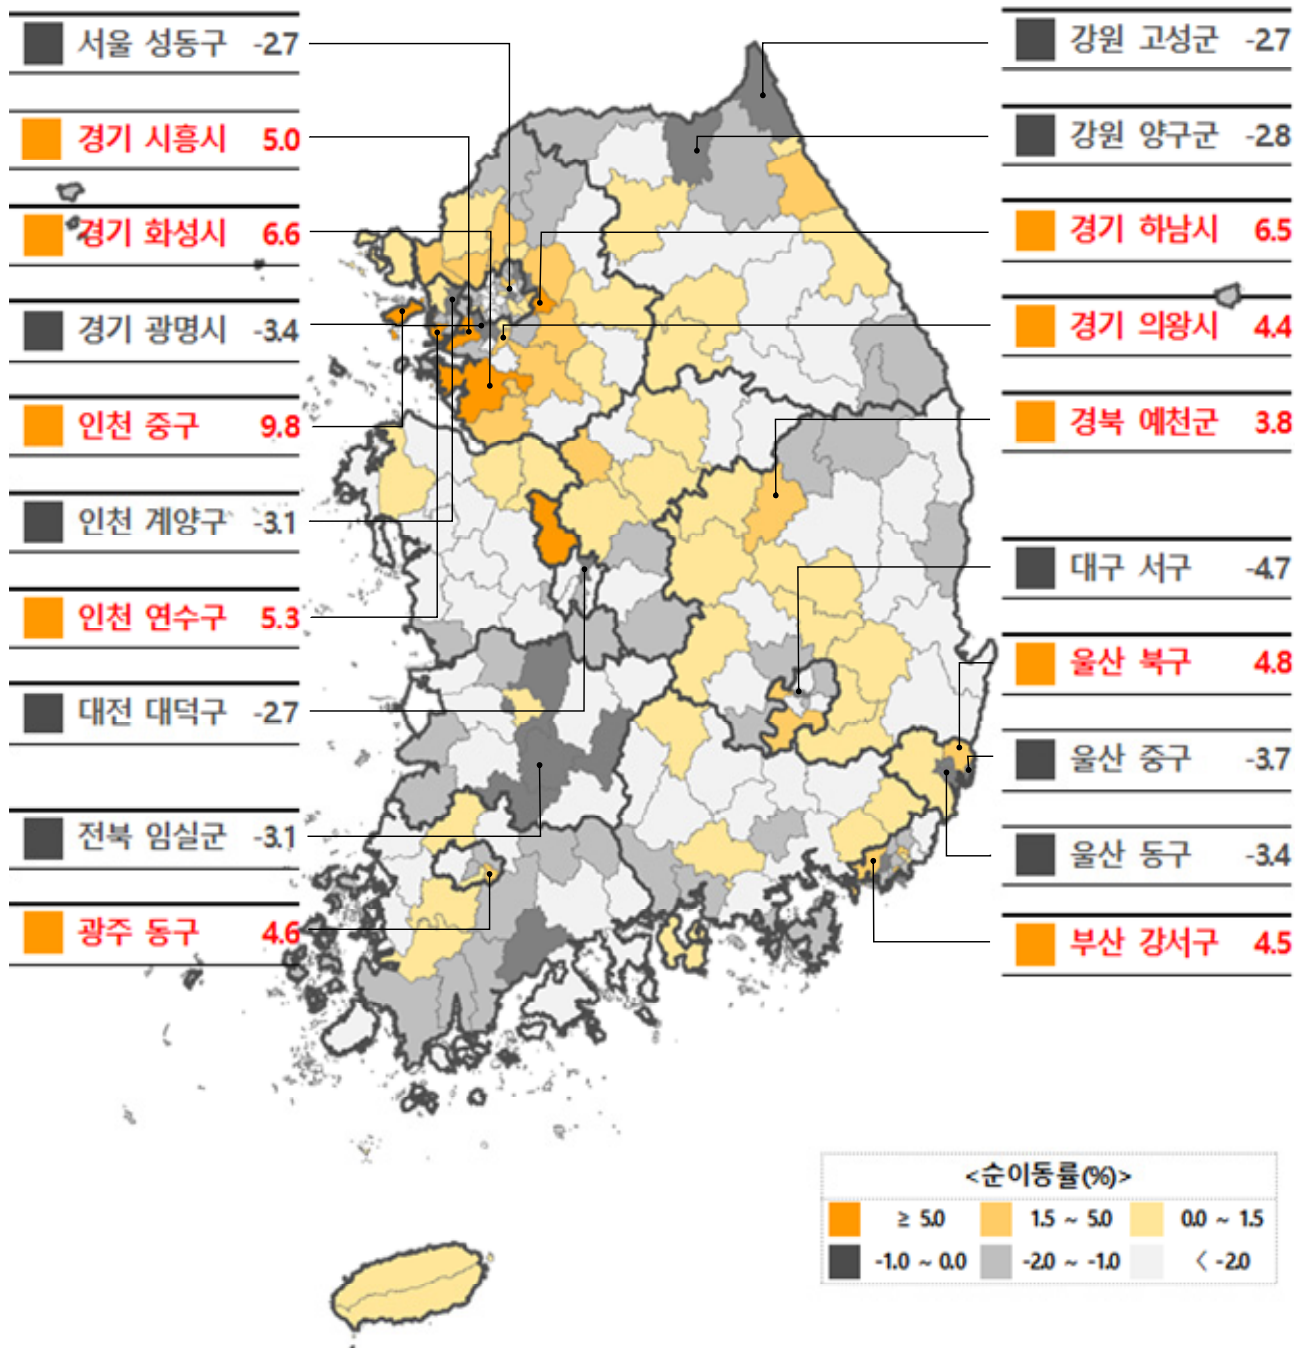 서울 성동구 -2.7
경기 시흥시 5.0
경기 화성시 6.6
경기 광명시 -3.4
인천 중구 9.8
인천 계양구 -3.1
인천 연수구 5.3
대전 대덕구 -2.7
전북 임실군 -3.1
광주 동구 4.6
강원 고성군 -2.7
강원 양구군 -2.8
경기 하남시 6.5
경기 의왕시 4.4
경북 예천군 3.8
대구 서구 -4.7
울산 북구 4.8
울산 중구 -3.7
울산 동구 -3.4
부산 강서구 4.5
<순이동률(%)>
≥ 5.0 1.5 ~ 5.0 0.0 ~ 1.5
-1.0 ~ 0.0 -2.0 ~ -1.0 < -2.0